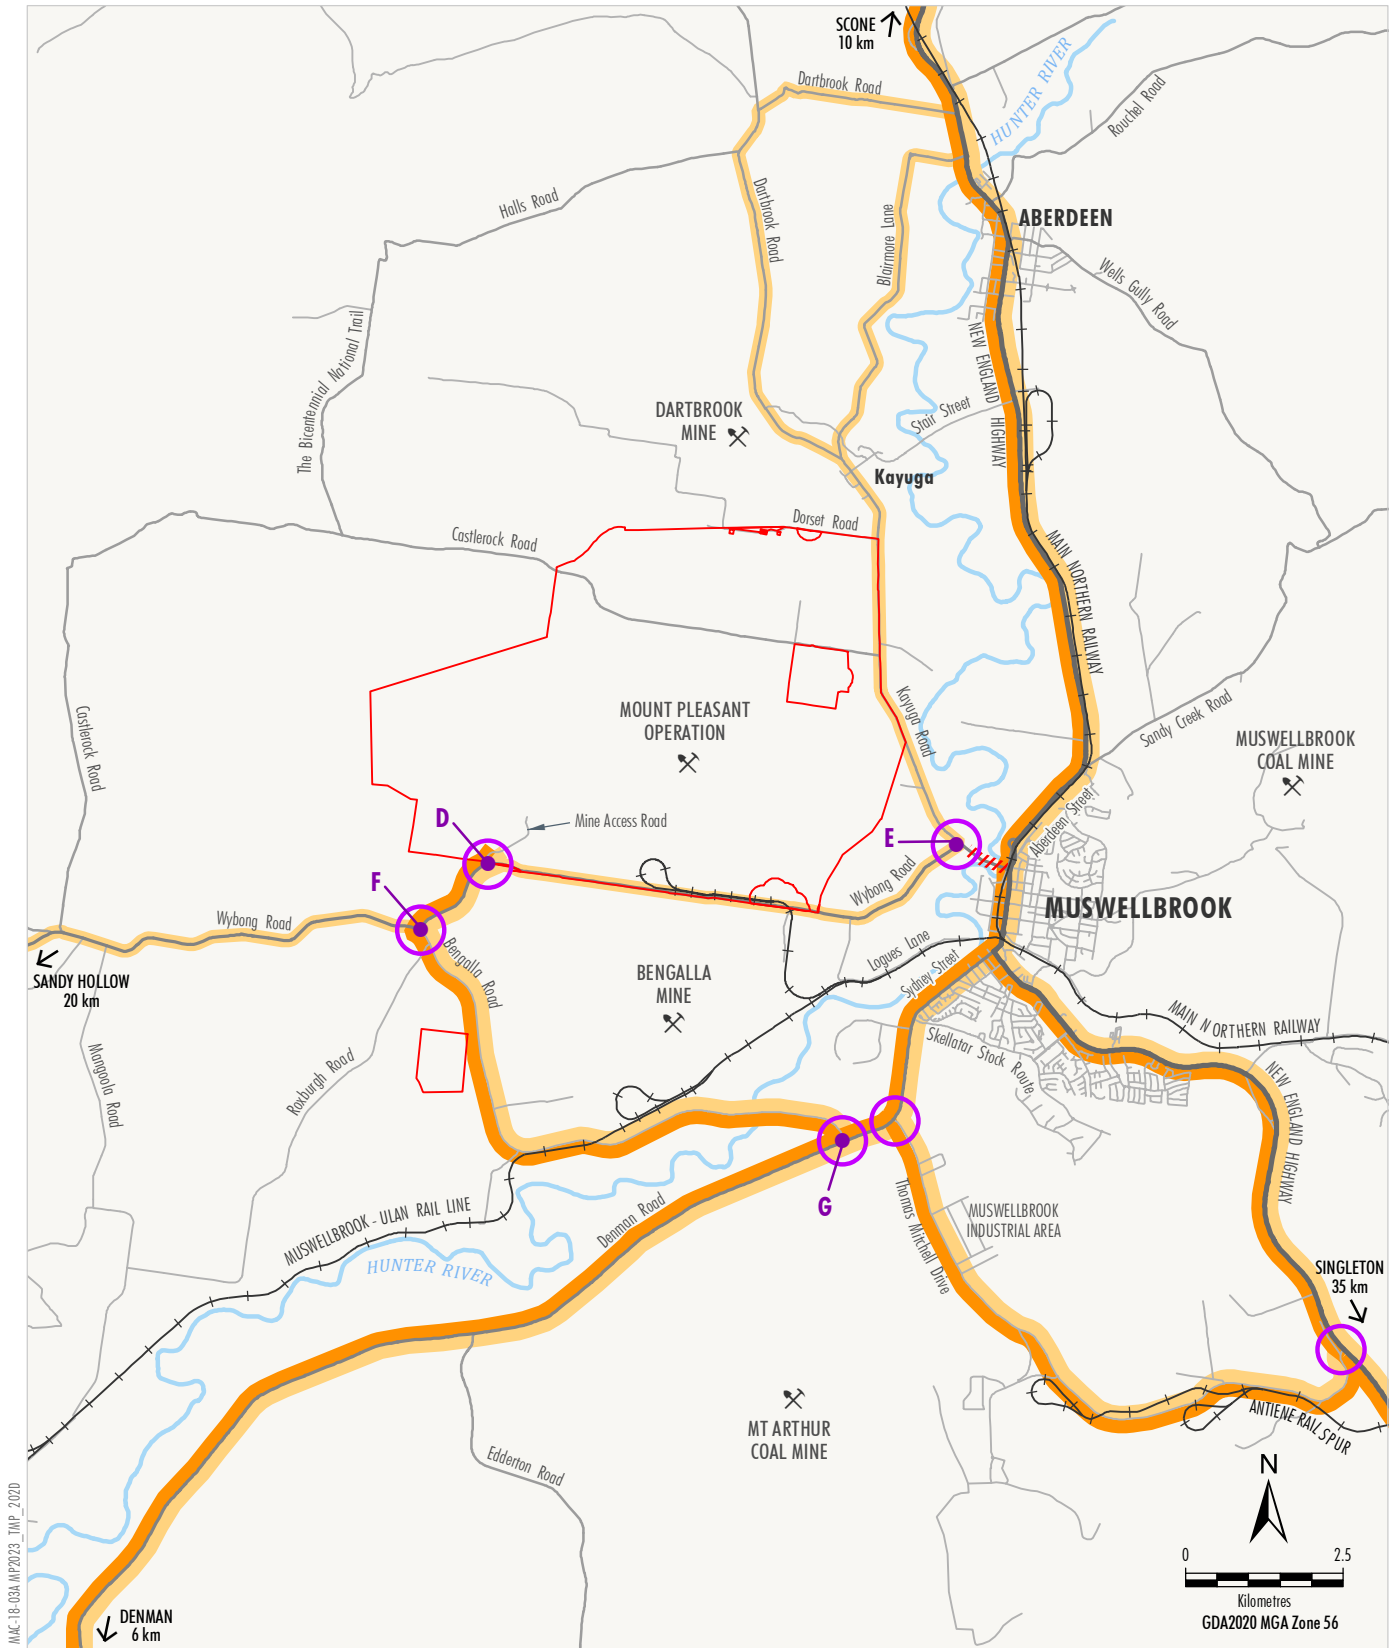 SCONE
10 km
Dartbrook Road
HUNTER RIVER
Rouchel Road
Halls Road
Dartbrook Road
Blairmore Lane
ABERDEEN
Wells Gully Road
The Bicentennial National Trail
NEW ENGLAND HIGHWAY
DARTBROOK
MINE
Stair Street
Kayuga
Castlerock Road
Dorset Road
MAIN NORTHERN RAILWAY
Castlerock Road
MOUNT PLEASANT
OPERATION
Kayuga Road
Sandy Creek Road
MUSWELLBROOK
COAL MINE
D
Mine Access Road
E
Aberdeen Street
F
Wybong Road
Wybong Road
MUSWELLBROOK
SANDY HOLLOW
20 km
Bengalla Road
BENGALLA
MINE
Logues Lane
Sydney Street
MAIN NORTHERN RAILWAY
Mangoola Road
Roxburgh Road
Skellatar Stock Route
NEW ENGLAND HIGHWAY
G
MUSWELLBROOK - ULAN RAIL LINE
Denman Road
Thomas Mitchell Drive
MUSWELLBROOK
INDUSTRIAL AREA
HUNTER RIVER
SINGLETON
35 km
MT ARTHUR
COAL MINE
ANTIENE RAIL SPUR
Edderton Road
N
0 2.5
Kilometres
GDA2020 MGA Zone 56
DENMAN
6 km
MAC-18-03A MP2023_TMP_202D